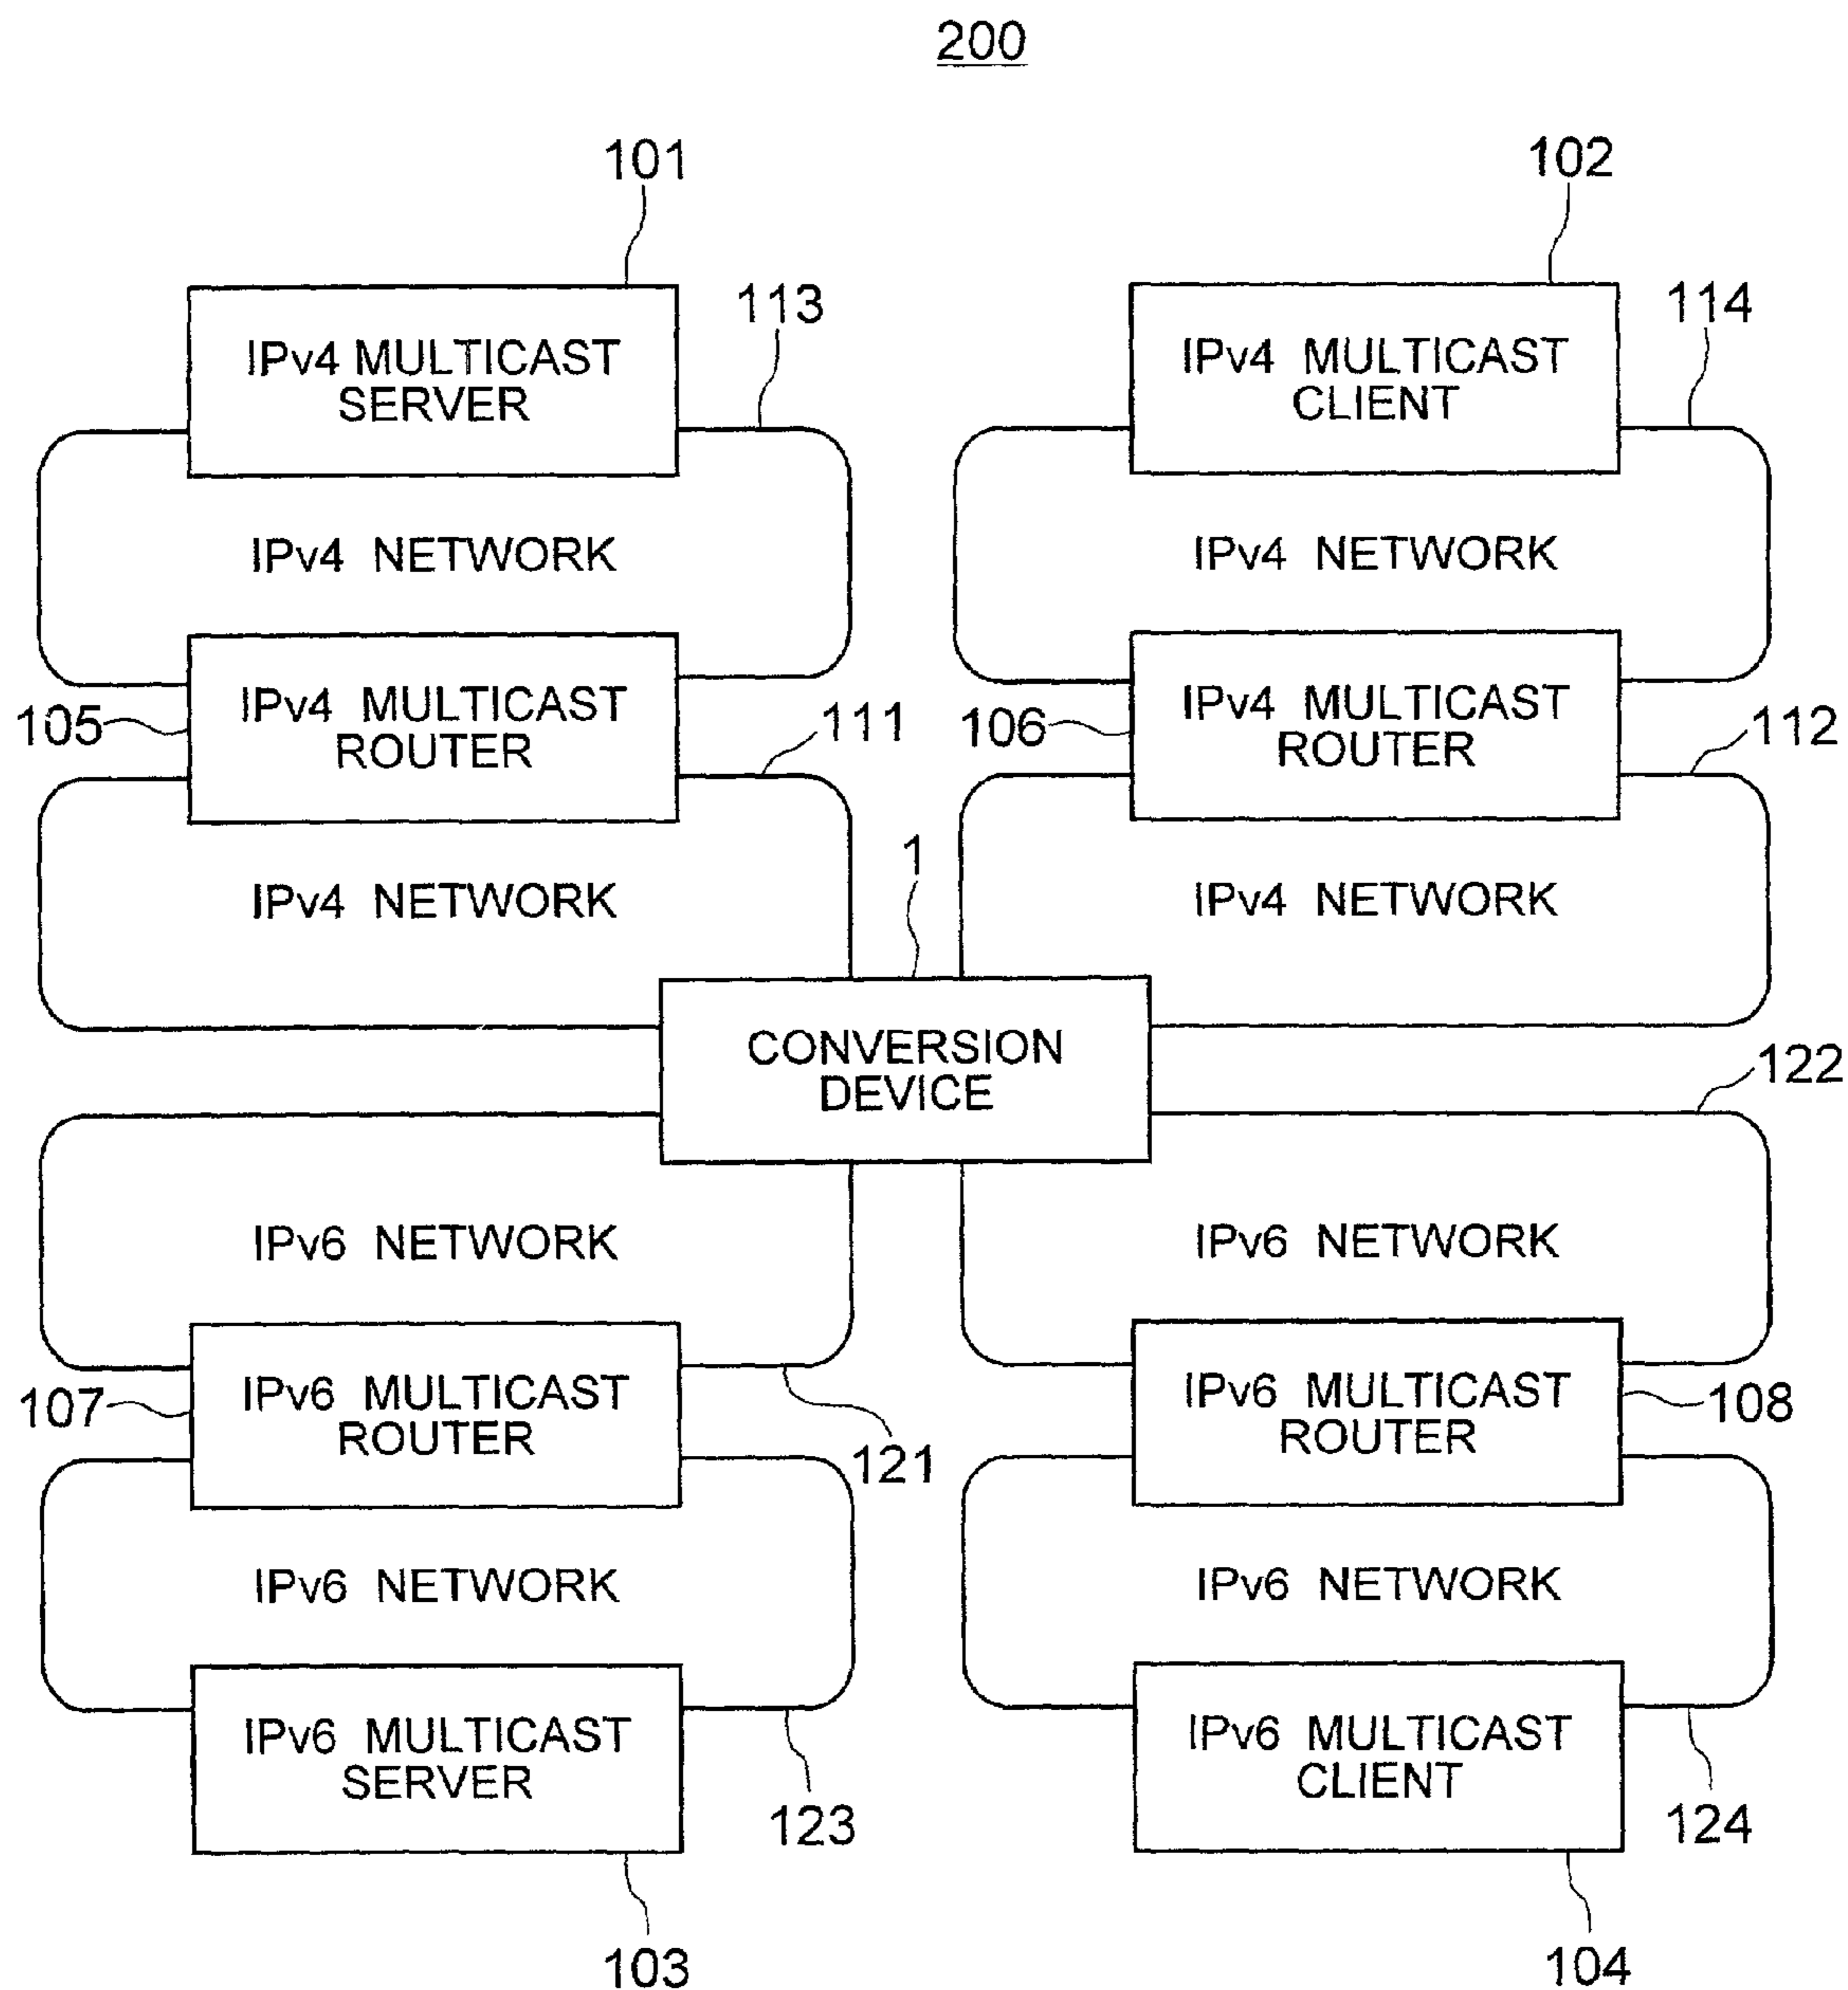 200
101
102
113
114
IPv4 MULTICAST
SERVER
IPv4 MULTICAST
CLIENT
IPv4 NETWORK
IPv4 NETWORK
105
IPv4 MULTICAST
ROUTER
111
106
IPv4 MULTICAST
ROUTER
112
1
IPv4 NETWORK
IPv4 NETWORK
CONVERSION
DEVICE
122
IPv6 NETWORK
IPv6 NETWORK
107
IPv6 MULTICAST
ROUTER
121
IPv6 MULTICAST
ROUTER
108
IPv6 NETWORK
IPv6 NETWORK
IPv6 MULTICAST
SERVER
123
IPv6 MULTICAST
CLIENT
124
103
104